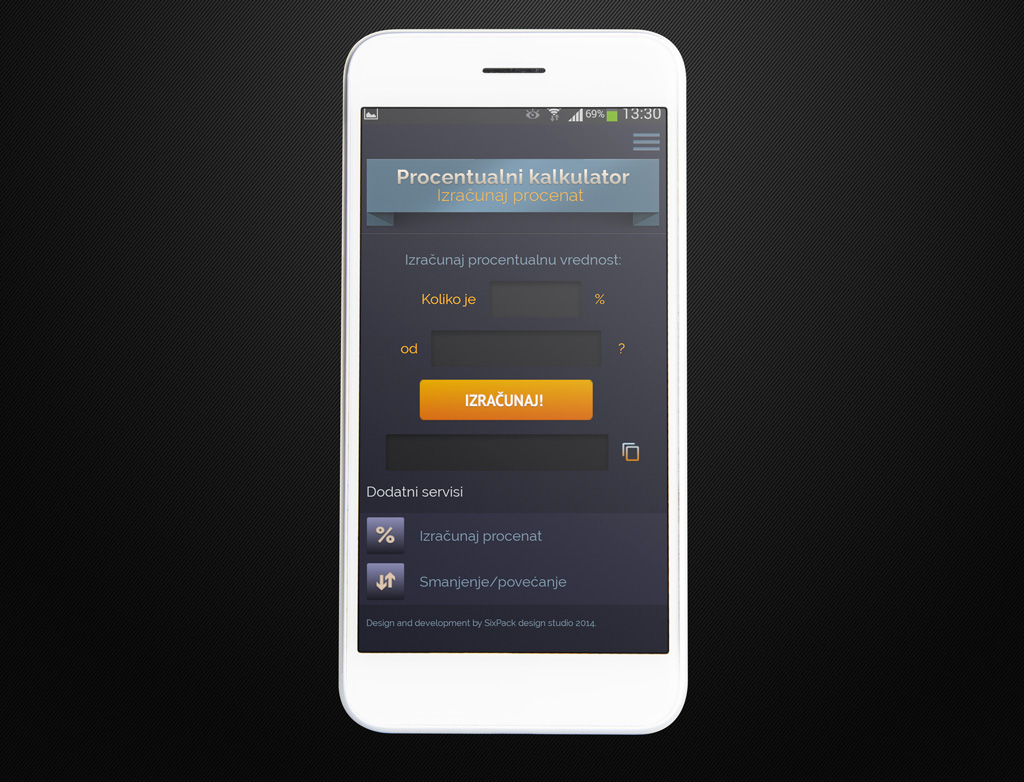 69% 13:30
Procentualni kalkulator
Izračunaj procenat
Izračunaj procentualnu vrednost:
Koliko je %
od ?
IZRAČUNAJ!
Dodatni servisi
% Izračunaj procenat
Smanjenje/povećanje
Design and development by SixPack design studio 2014.